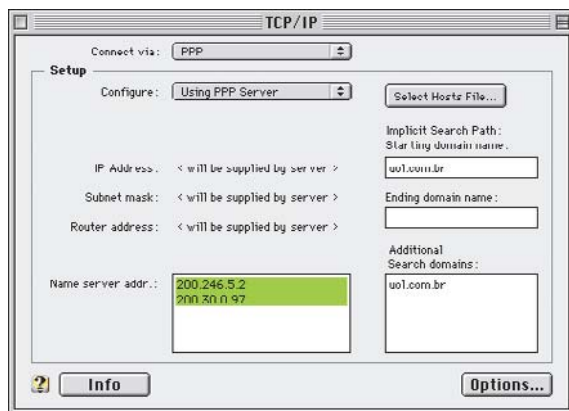 TCP/IP
Connect via: PPP
Setup
Configure: Using PPP Server
Select Hosts File...
Implicit Search Path:
Starting domain name:
IP Address: < will be supplied by server >
uol.com.br
Subnet mask: < will be supplied by server >
Ending domain name:
Router address: < will be supplied by server >
Additional
Search domains:
Name server addr.: 200.246.5.2
200.30.0.97
uol.com.br
Info
Options...